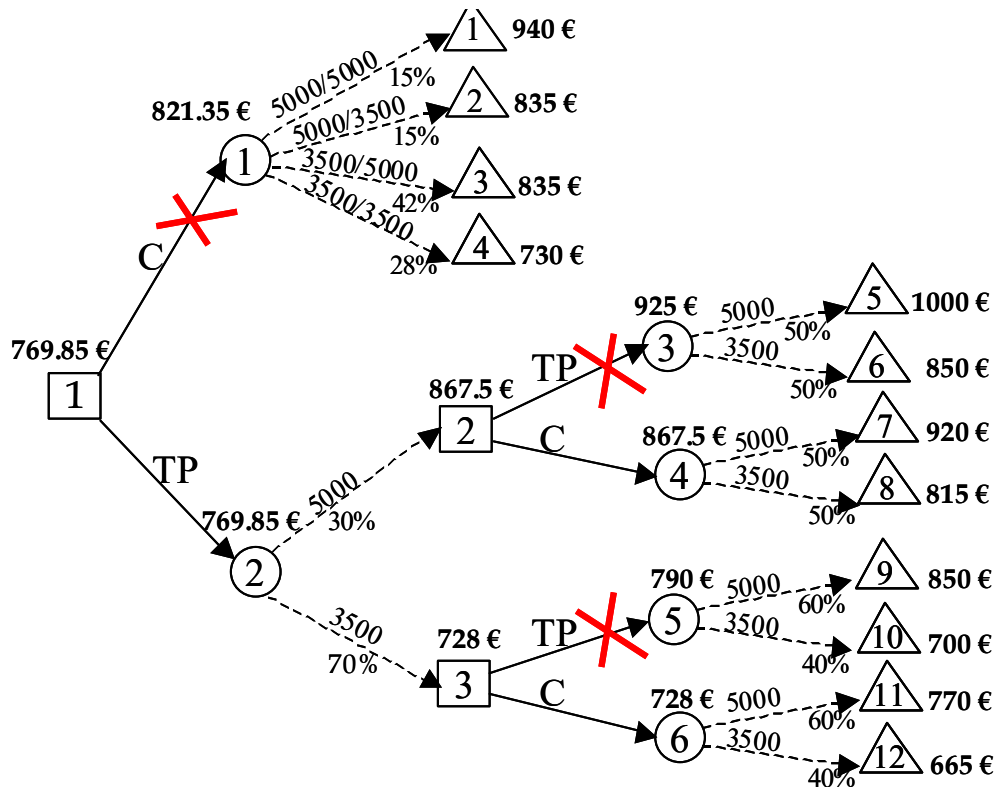 1 940 €
5000/5000
15%
821.35 €
5000/3500
15%
2 835 €
1
3500/5000
42%
3 835 €
3500/3500
28%
4 730 €
C
769.85 €
1
TP
769.85 €
2
5000
30%
3500
70%
867.5 €
2
TP
925 €
3
5000
50%
5 1000 €
3500
50%
6 850 €
C
867.5 €
4
5000
50%
7 920 €
3500
50%
8 815 €
728 €
3
TP
790 €
5
5000
60%
9 850 €
3500
40%
10 700 €
C
728 €
6
5000
60%
11 770 €
3500
40%
12 665 €